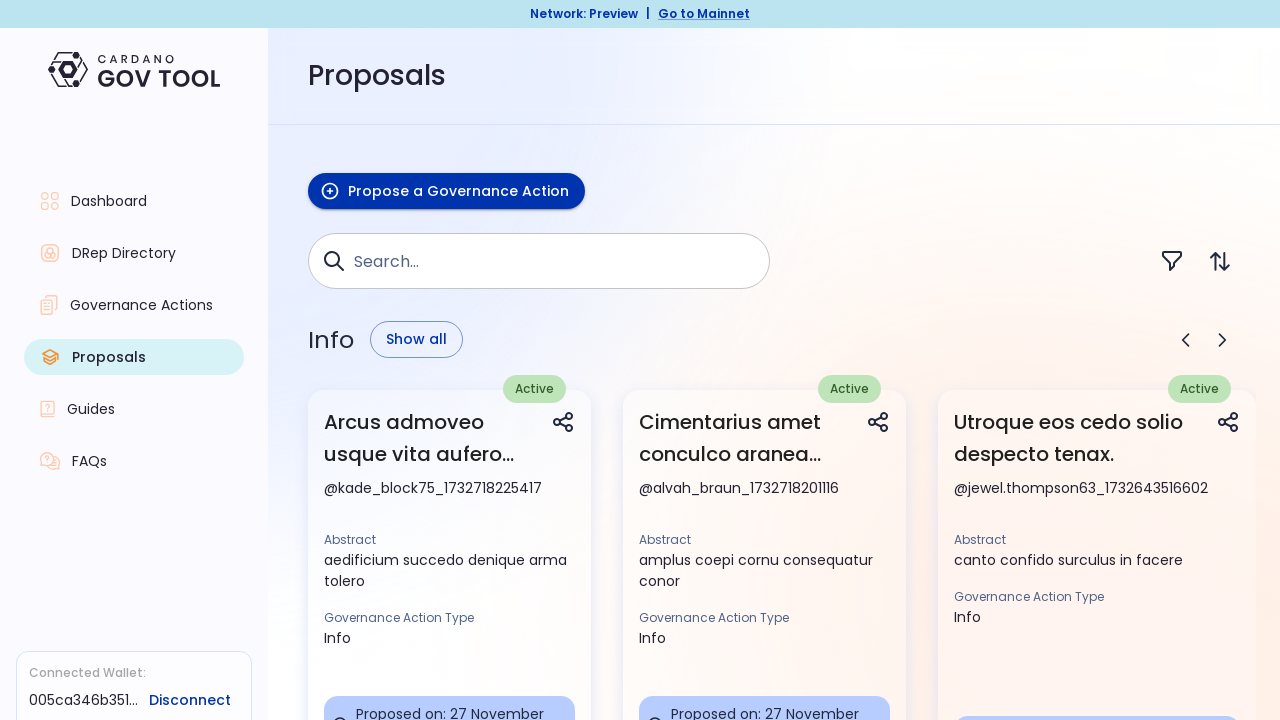 Network: Preview | Go to Mainnet
CARDANO
GOV TOOL
Proposals
Dashboard
DRep Directory
Governance Actions
Proposals
Guides
FAQs
Connected Wallet:
005ca346b351... Disconnect
Propose a Governance Action
Search...
Info Show all
Active
Arcus admoveo
usque vita aufero...
@kade_block75_1732718225417
Abstract
aedificium succedo denique arma
tolero
Governance Action Type
Info
Proposed on: 27 November
Active
Cimentarius amet
conculco aranea...
@alvah_braun_1732718201116
Abstract
amplus coepi cornu consequatur
conor
Governance Action Type
Info
Proposed on: 27 November
Active
Utroque eos cedo solio
despecto tenax.
@jewel.thompson63_1732643516602
Abstract
canto confido surculus in facere
Governance Action Type
Info